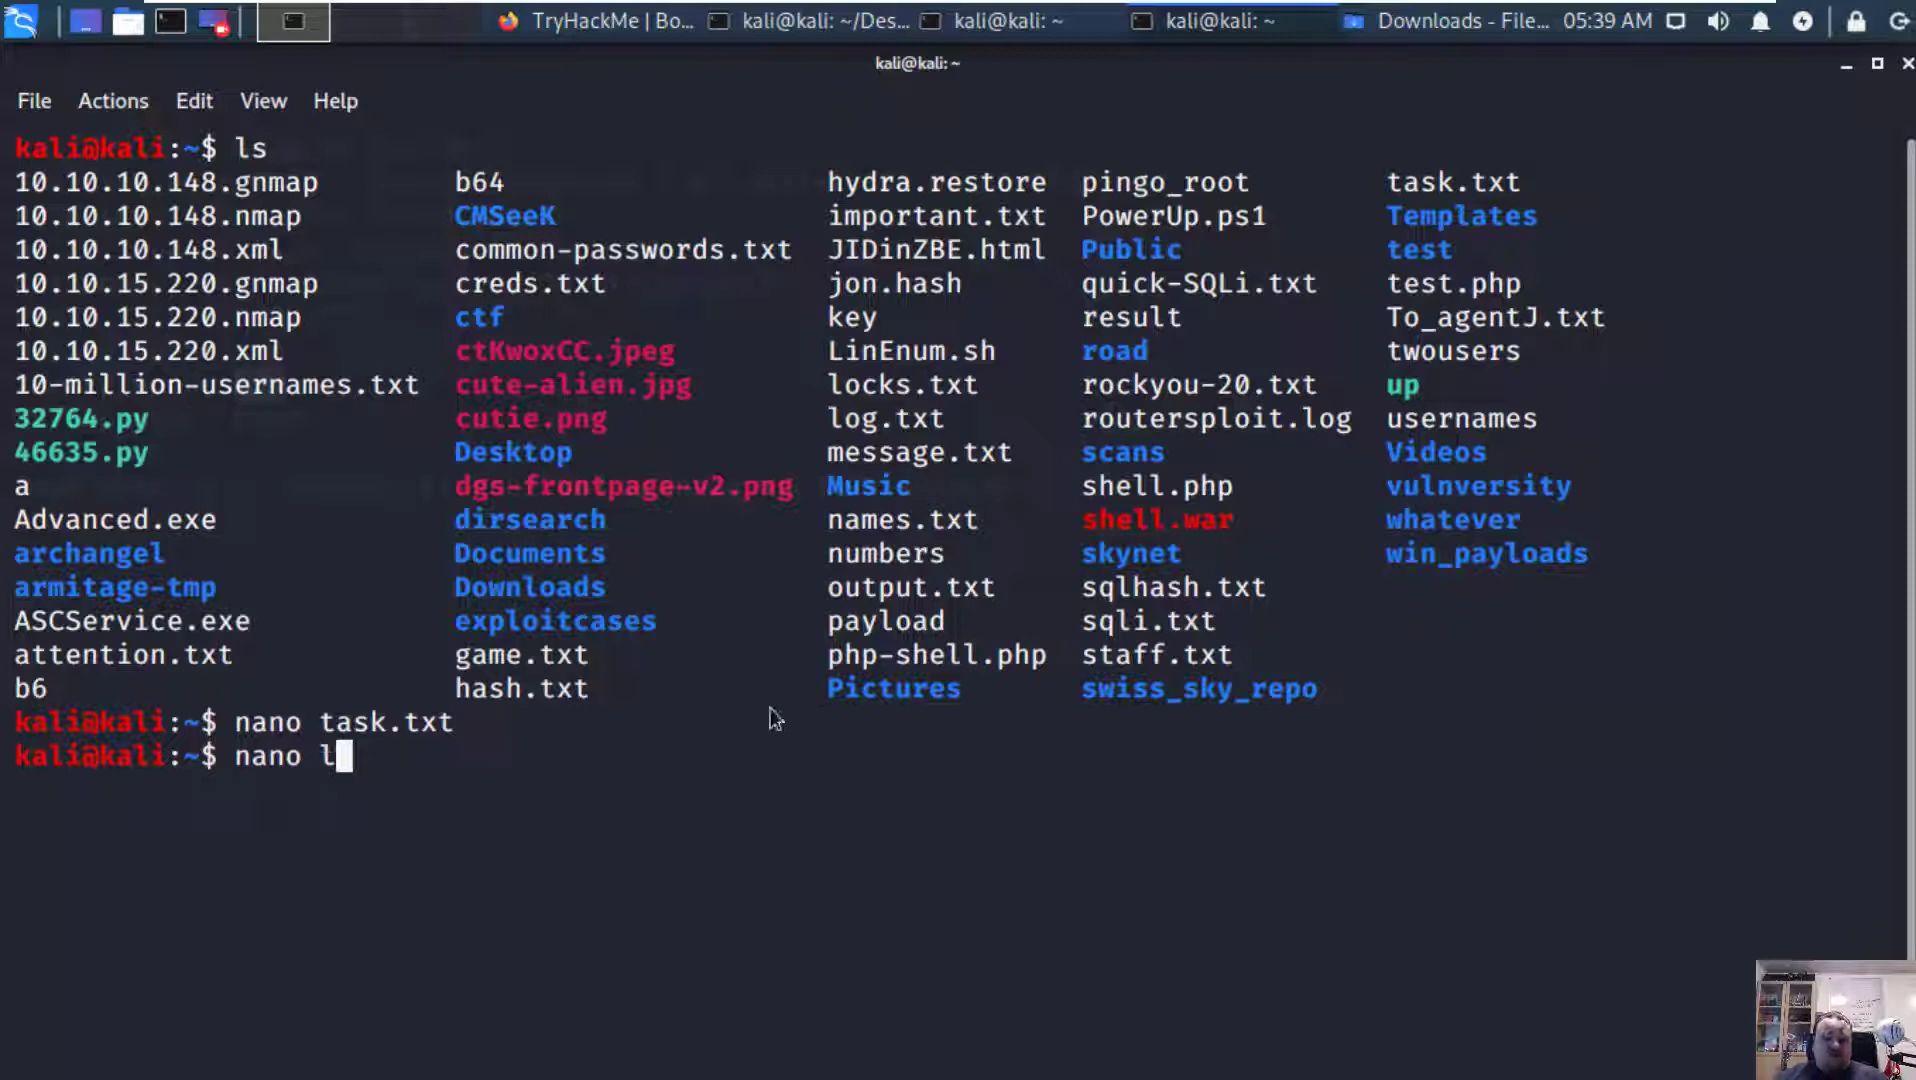 TryHackMe | Bo... kali@kali: ~/Des... kali@kali: ~ kali@kali: ~ Downloads - File... 05:39 AM
kali@kali: ~
File Actions Edit View Help
kali@kali:~$ ls
10.10.10.148.gnmap b64 hydra.restore pingo_root task.txt
10.10.10.148.nmap CMSeeK important.txt PowerUp.ps1 Templates
10.10.10.148.xml common-passwords.txt JIDinZBE.html Public test
10.10.15.220.gnmap creds.txt jon.hash quick-SQLi.txt test.php
10.10.15.220.nmap ctf key result To_agentJ.txt
10.10.15.220.xml ctKwoxCC.jpeg LinEnum.sh road twousers
10-million-usernames.txt cute-alien.jpg locks.txt rockyou-20.txt up
32764.py cutie.png log.txt routersploit.log usernames
46635.py Desktop message.txt scans Videos
a dgs-frontpage-v2.png Music shell.php vulnversity
Advanced.exe dirsearch names.txt shell.war whatever
archangel Documents numbers skynet win_payloads
armitage-tmp Downloads output.txt sqlhash.txt
ASCService.exe exploitcases payload sqli.txt
attention.txt game.txt php-shell.php staff.txt
b6 hash.txt Pictures swiss_sky_repo
kali@kali:~$ nano task.txt
kali@kali:~$ nano l